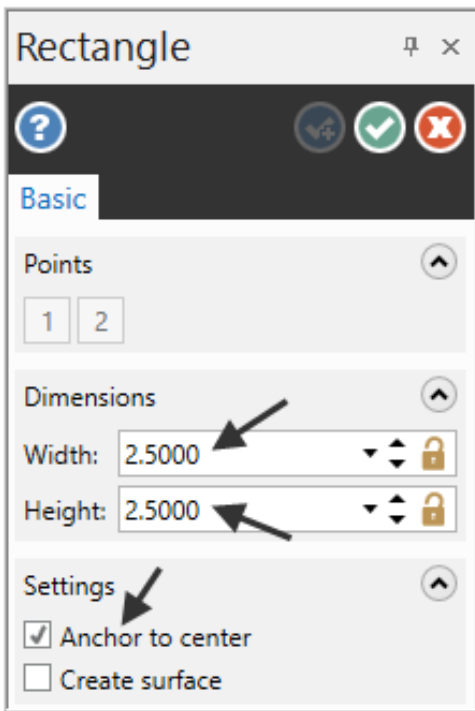 Rectangle
Basic
Points
1 2
Dimensions
Width: 2.5000
Height: 2.5000
Settings
Anchor to center
Create surface